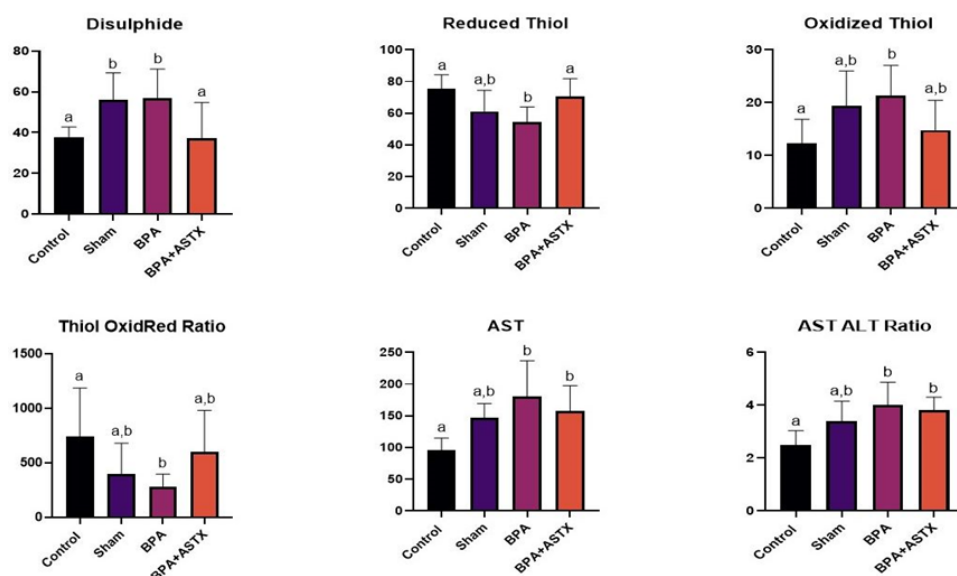 Disulphide
80
60
40
20
0
a
b
b
a
Control
Sham
BPA
BPA+ASTX
Reduced Thiol
100
80
60
40
20
0
a
a,b
b
a
Control
Sham
BPA
BPA+ASTX
Oxidized Thiol
30
20
10
0
a
a,b
b
a,b
Control
Sham
BPA
BPA+ASTX
Thiol OxidRed Ratio
1500
1000
500
0
a
a,b
b
a,b
Control
Sham
BPA
BPA+ASTX
AST
250
200
150
100
50
0
a
a,b
b
b
Control
Sham
BPA
BPA+ASTX
AST ALT Ratio
6
4
2
0
a
a,b
b
b
Control
Sham
BPA
BPA+ASTX